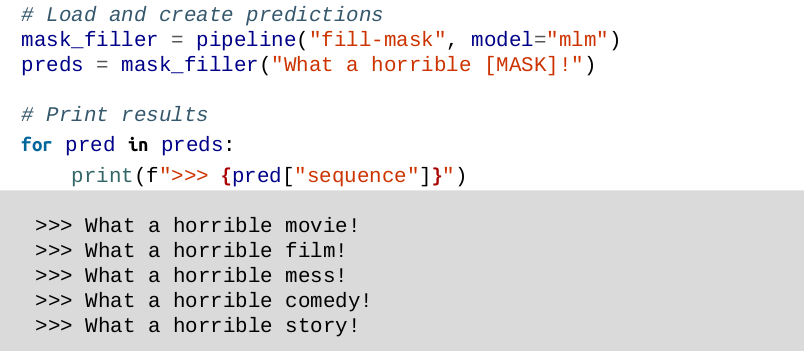 # Load and create predictions
mask_filler = pipeline("fill-mask", model="mlm")
preds = mask_filler("What a horrible [MASK]!")
# Print results
for pred in preds:
    print(f">>> {pred["sequence"]}")
>>> What a horrible movie!
>>> What a horrible film!
>>> What a horrible mess!
>>> What a horrible comedy!
>>> What a horrible story!